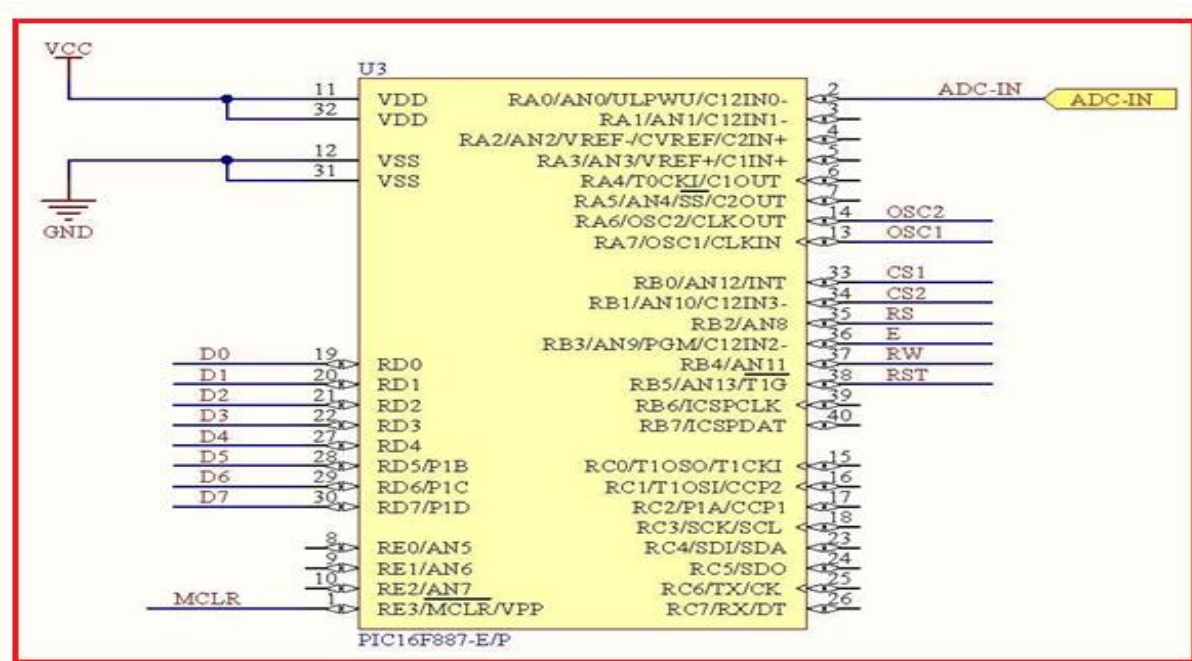 VCC
U3
11 VDD
32 VDD
12 VSS
31 VSS
GND
D0 19 RD0
D1 20 RD1
D2 21 RD2
D3 22 RD3
D4 27 RD4
D5 28 RD5/P1B
D6 29 RD6/P1C
D7 30 RD7/P1D
8 RE0/AN5
9 RE1/AN6
10 RE2/AN7
MCLR 1 RE3/MCLR/VPP
RA0/AN0/ULPWU/C12IN0- 2 ADC-IN ADC-IN
RA1/AN1/C12IN1- 3
RA2/AN2/VREF-/CVREF/C2IN+ 4
RA3/AN3/VREF+/C1IN+ 5
RA4/T0CKI/C1OUT 6
RA5/AN4/SS/C2OUT 7
RA6/OSC2/CLKOUT 14 OSC2
RA7/OSC1/CLKIN 13 OSC1
RB0/AN12/INT 33 CS1
RB1/AN10/C12IN3- 34 CS2
RB2/AN8 35 RS
RB3/AN9/PGM/C12IN2- 36 E
RB4/AN11 37 RW
RB5/AN13/T1G 38 RST
RB6/ICSPCLK 39
RB7/ICSPDAT 40
RC0/T1OSO/T1CKI 15
RC1/T1OSI/CCP2 16
RC2/P1A/CCP1 17
RC3/SCK/SCL 18
RC4/SDI/SDA 23
RC5/SDO 24
RC6/TX/CK 25
RC7/RX/DT 26
PIC16F887-E/P